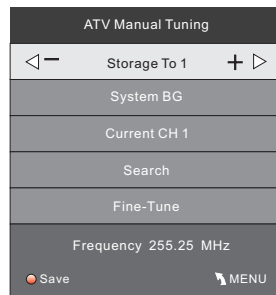 ATV Manual Tuning
− Storage To 1 +
System BG
Current CH 1
Search
Fine-Tune
Frequency 255.25 MHz
Save MENU